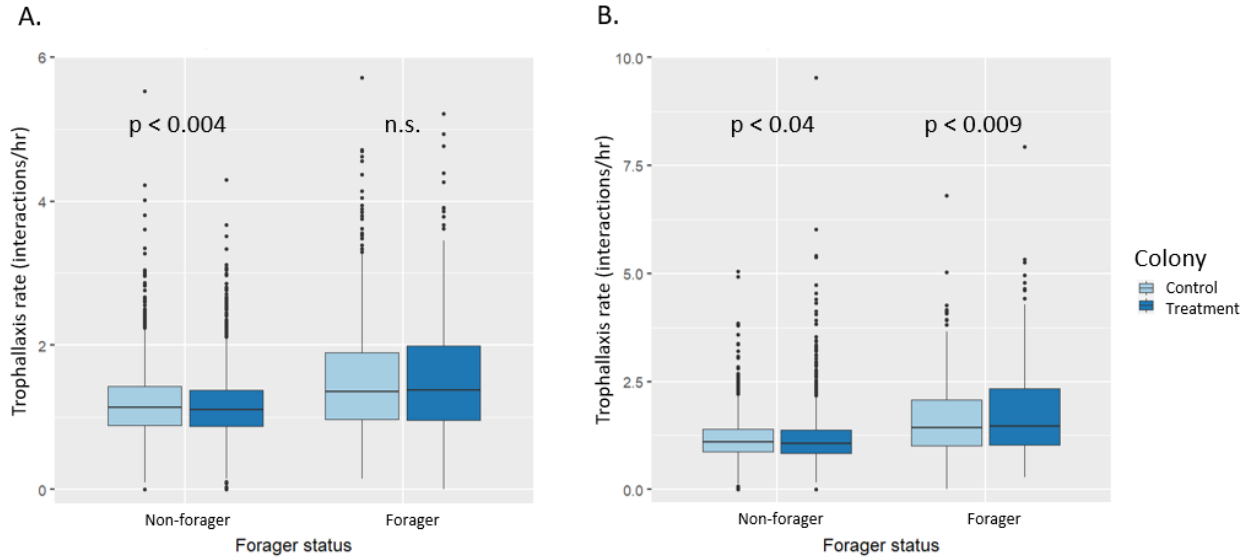 A.
B.
Trophallaxis rate (interactions/hr)
6
4
2
0
p < 0.004
n.s.
Non-forager
Forager
Forager status
Trophallaxis rate (interactions/hr)
10.0
7.5
5.0
2.5
0.0
p < 0.04
p < 0.009
Non-forager
Forager
Forager status
Colony
Control
Treatment